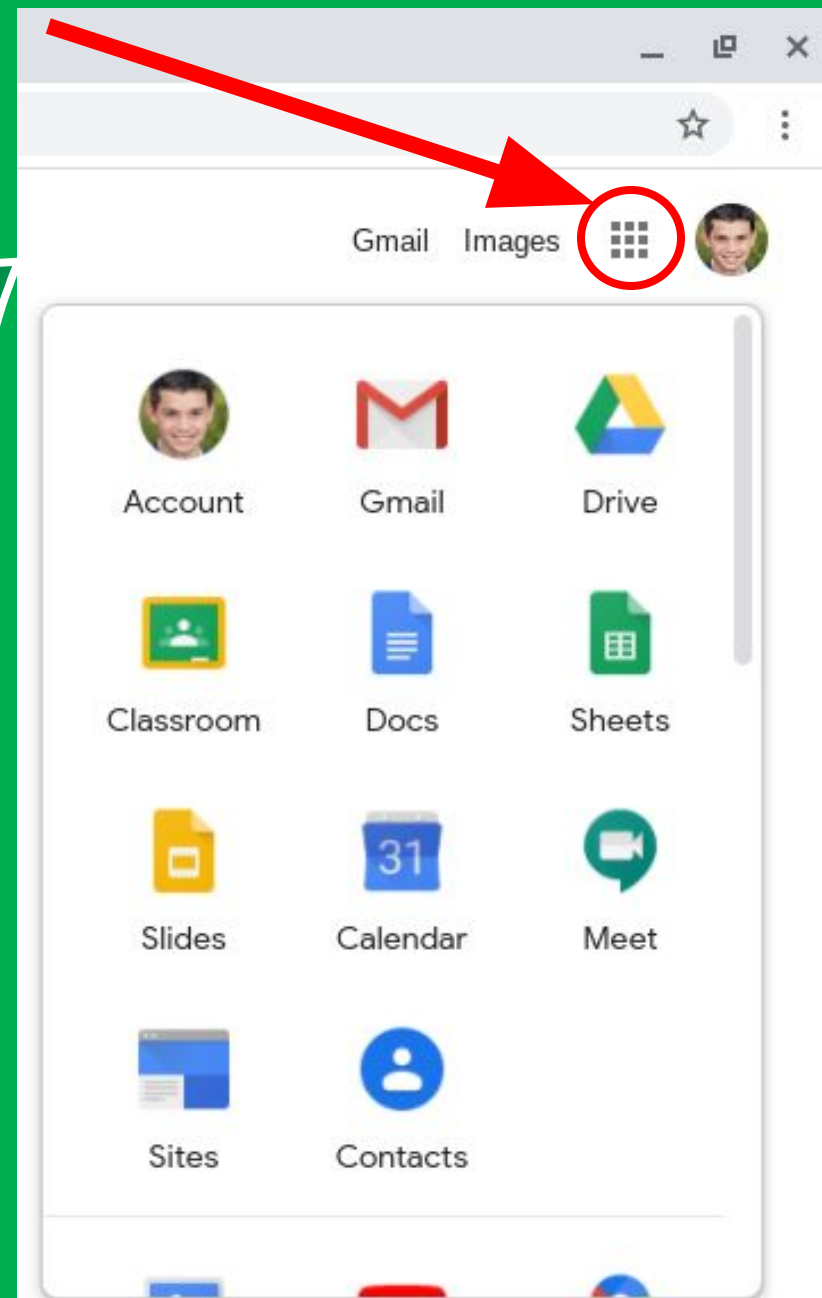 Gmail Images
Account Gmail Drive
Classroom Docs Sheets
31
Slides Calendar Meet
Sites Contacts